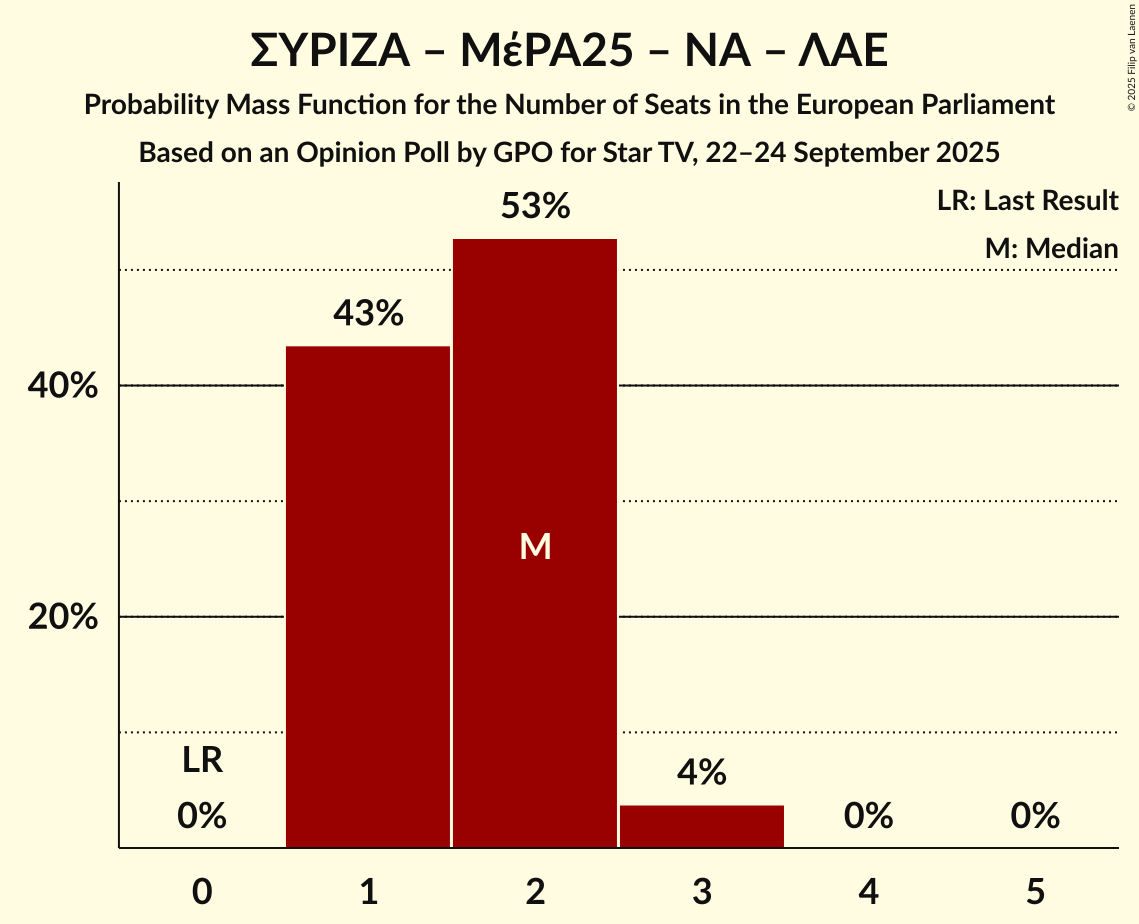 ΣΥΡΙΖΑ – ΜέΡΑ25 – ΝΑ – ΛΑΕ
Probability Mass Function for the Number of Seats in the European Parliament
Based on an Opinion Poll by GPO for Star TV, 22–24 September 2025
© 2025 Filip van Laenen
LR: Last Result
M: Median
53%
43%
40%
M
20%
LR
4%
0%
0%
0%
0
1
2
3
4
5